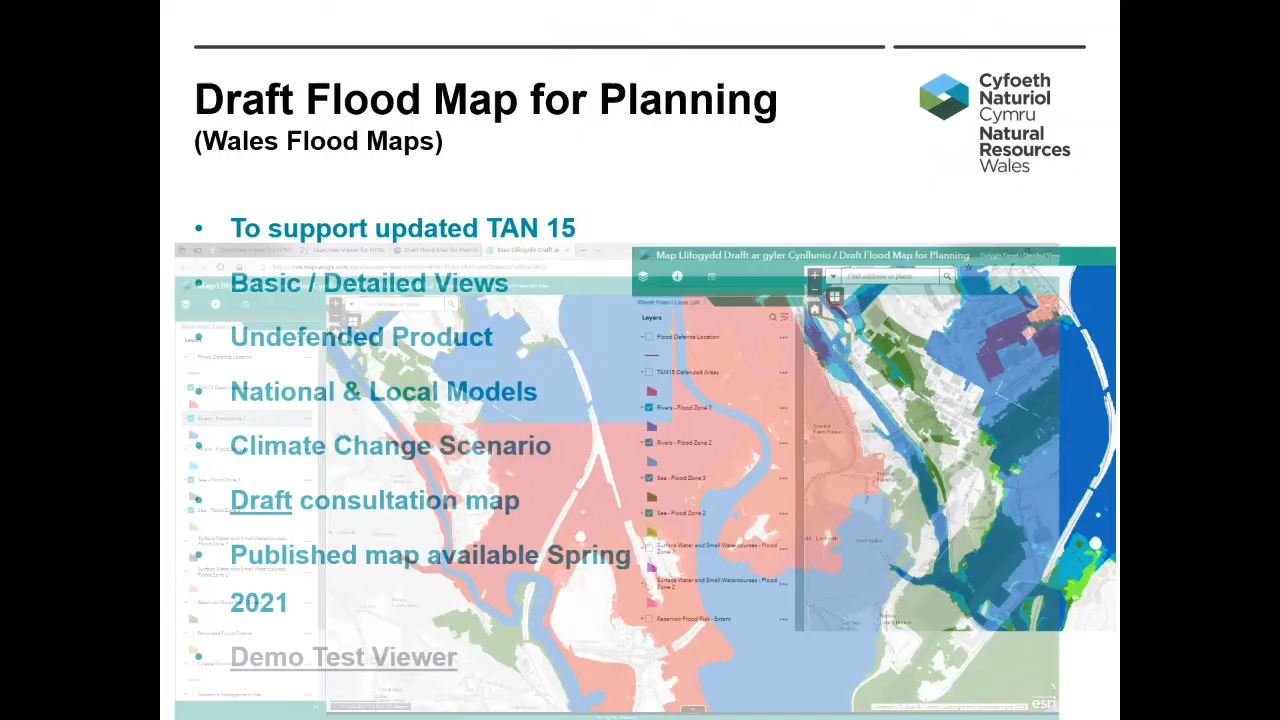 Draft Flood Map for Planning
(Wales Flood Maps)
Cyfoeth
Naturiol
Cymru
Natural
Resources
Wales
• To support updated TAN 15
• Basic / Detailed Views
• Undefended Product
• National & Local Models
• Climate Change Scenario
• Draft consultation map
• Published map available Spring
2021
• Demo Test Viewer
Map Llifogydd Drafft ar gyfer Cynllunio / Draft Flood Map for Planning
Find address or place
Layers
Flood Defence Location
TAN15 Defended Areas
Rivers - Flood Zone 3
Rivers - Flood Zone 2
Sea - Flood Zone 3
Sea - Flood Zone 2
Surface Water and Small Watercourses - Flood
Zone 3
Surface Water and Small Watercourses - Flood
Zone 2
Reservoir Flood Risk - Extent
esri